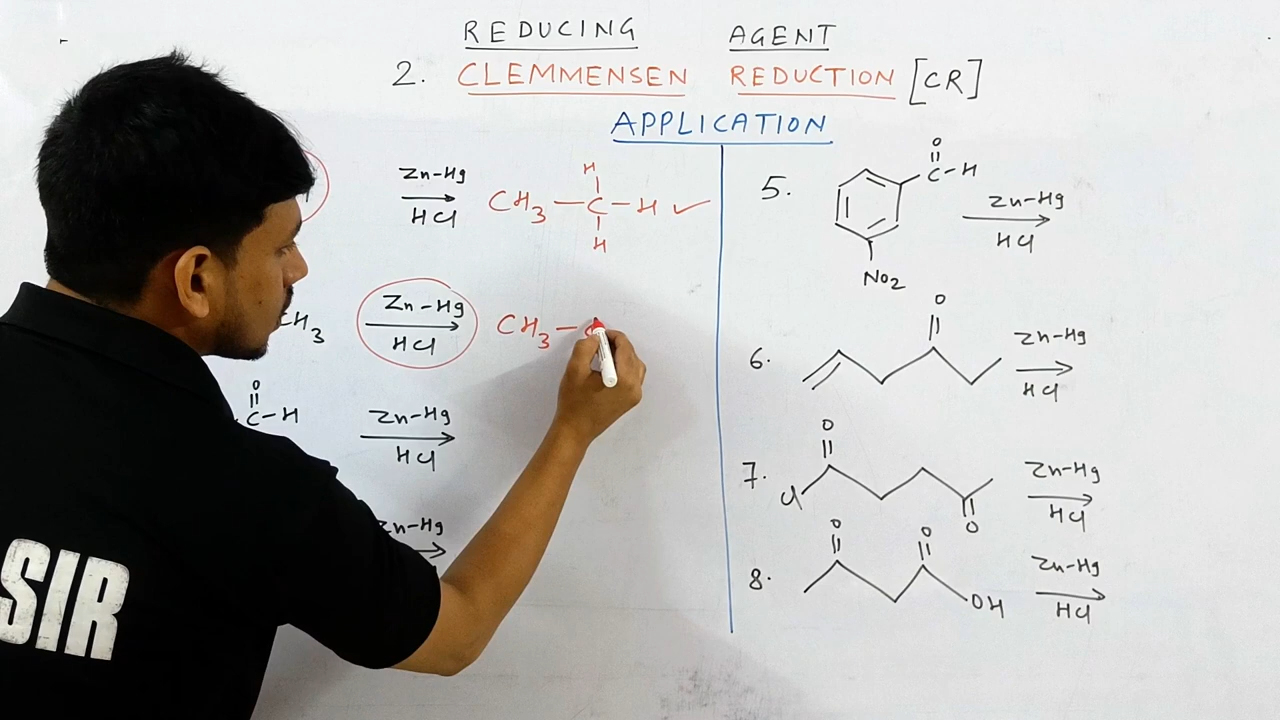 REDUCING AGENT
2. CLEMMENSEN REDUCTION [CR]
APPLICATION
Zn-Hg
HCl
H
CH3 — C — H ✓
H
CH3
Zn-Hg
HCl
CH3 —
O
C-H
Zn-Hg
HCl
Zn-Hg
SIR
5.
O
C-H
NO2
Zn-Hg
HCl
6.
O
Zn-Hg
HCl
7.
O
Cl
O
Zn-Hg
HCl
8.
O
O
OH
Zn-Hg
HCl